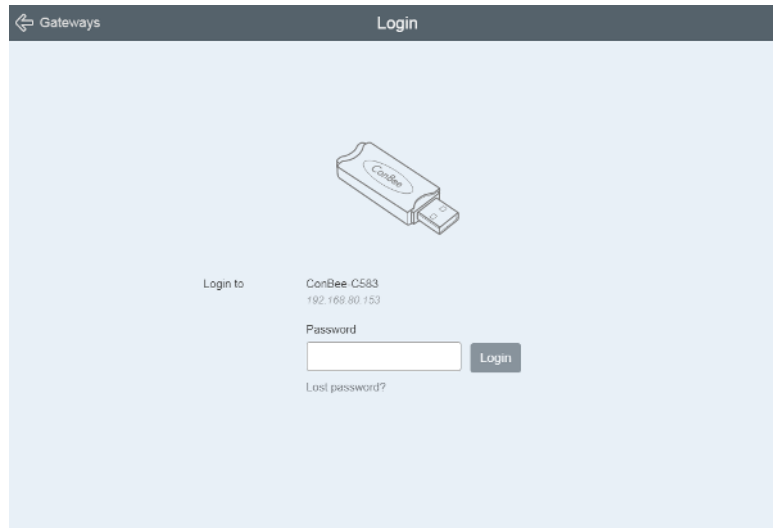 Gateways
Login
ConBee
Login to
ConBee-C583
192.168.80.153
Password
Login
Lost password?